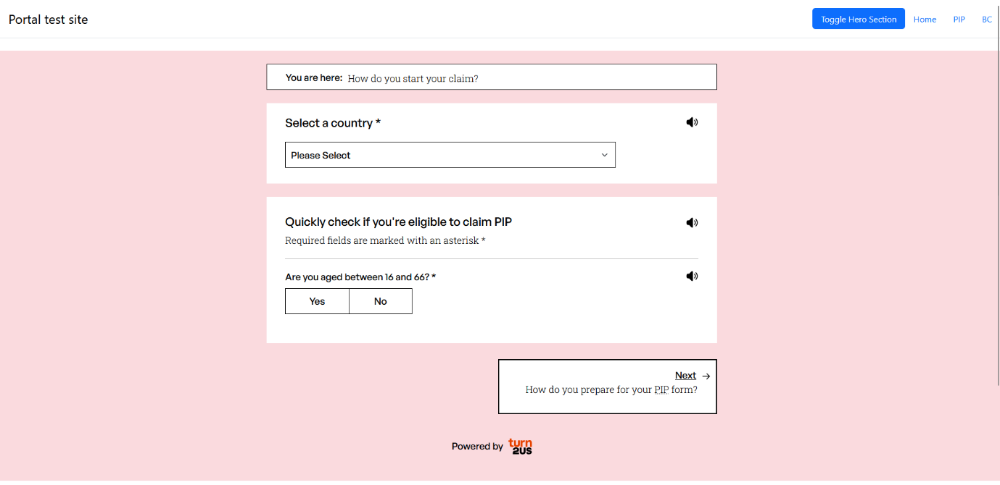 Portal test site
Toggle Hero Section Home PIP BC
You are here: How do you start your claim?
Select a country *
Please Select
Quickly check if you're eligible to claim PIP
Required fields are marked with an asterisk *
Are you aged between 16 and 66? *
Yes No
Next →
How do you prepare for your PIP form?
Powered by turn2us